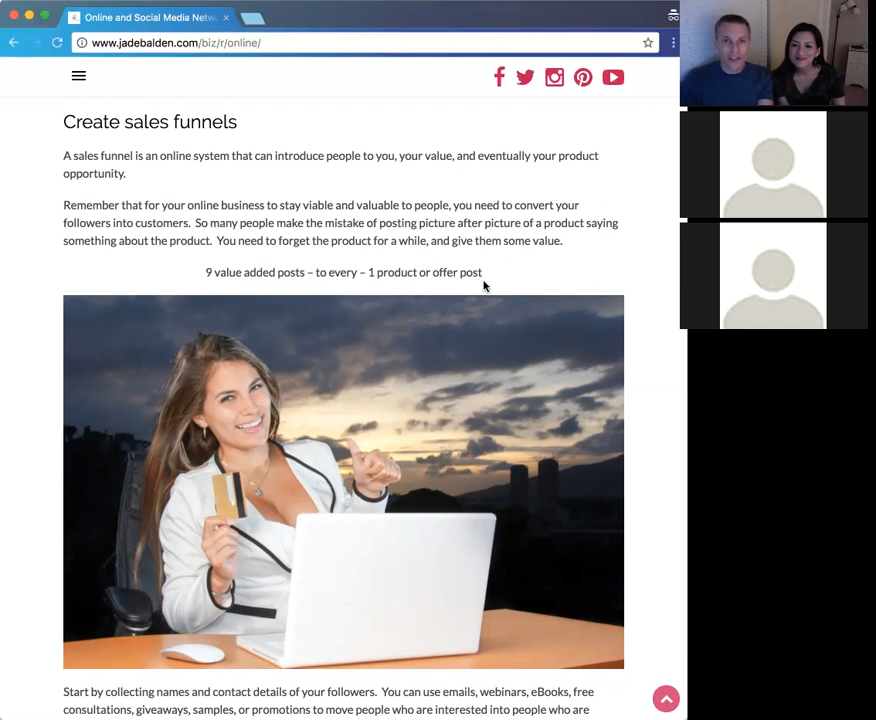 Online and Social Media Netw
www.jadebalden.com/biz/r/online/
Create sales funnels
A sales funnel is an online system that can introduce people to you, your value, and eventually your product
opportunity.
Remember that for your online business to stay viable and valuable to people, you need to convert your
followers into customers.  So many people make the mistake of posting picture after picture of a product saying
something about the product.  You need to forget the product for a while, and give them some value.
9 value added posts – to every – 1 product or offer post
Start by collecting names and contact details of your followers.  You can use emails, webinars, eBooks, free
consultations, giveaways, samples, or promotions to move people who are interested into people who are